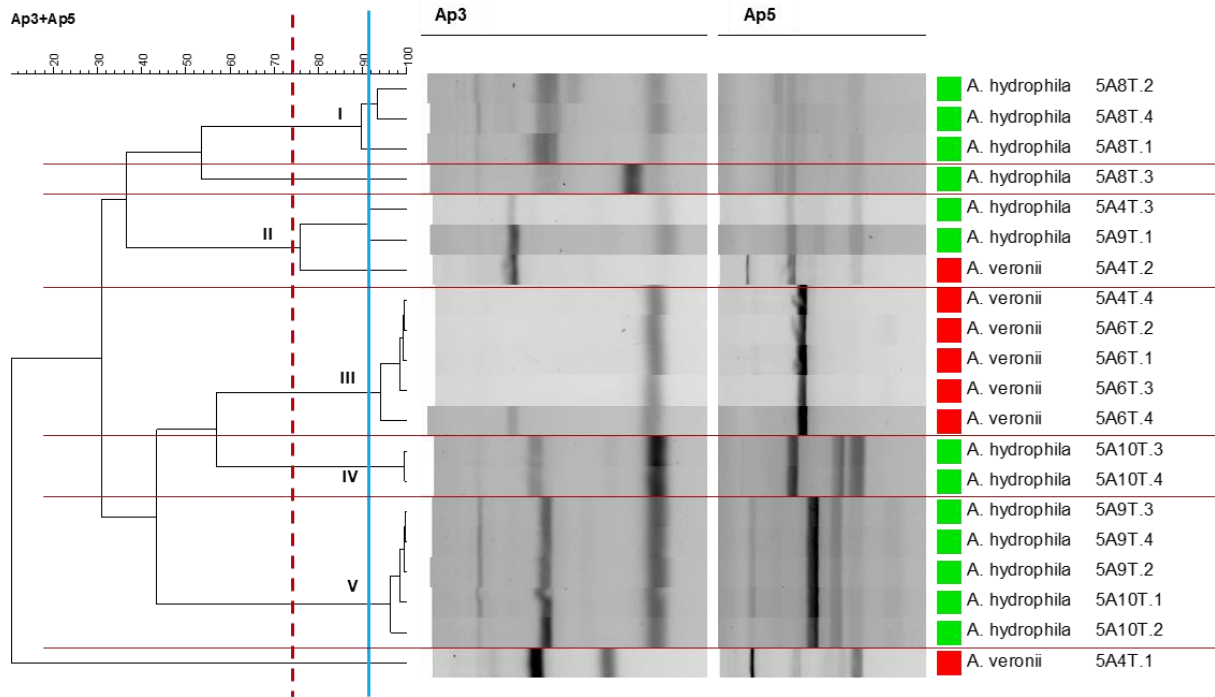 Ap3+Ap5
Ap3
Ap5
20 30 40 50 60 70 80 90 100
I
II
III
IV
V
A. hydrophila 5A8T.2
A. hydrophila 5A8T.4
A. hydrophila 5A8T.1
A. hydrophila 5A8T.3
A. hydrophila 5A4T.3
A. hydrophila 5A9T.1
A. veronii 5A4T.2
A. veronii 5A4T.4
A. veronii 5A6T.2
A. veronii 5A6T.1
A. veronii 5A6T.3
A. veronii 5A6T.4
A. hydrophila 5A10T.3
A. hydrophila 5A10T.4
A. hydrophila 5A9T.3
A. hydrophila 5A9T.4
A. hydrophila 5A9T.2
A. hydrophila 5A10T.1
A. hydrophila 5A10T.2
A. veronii 5A4T.1